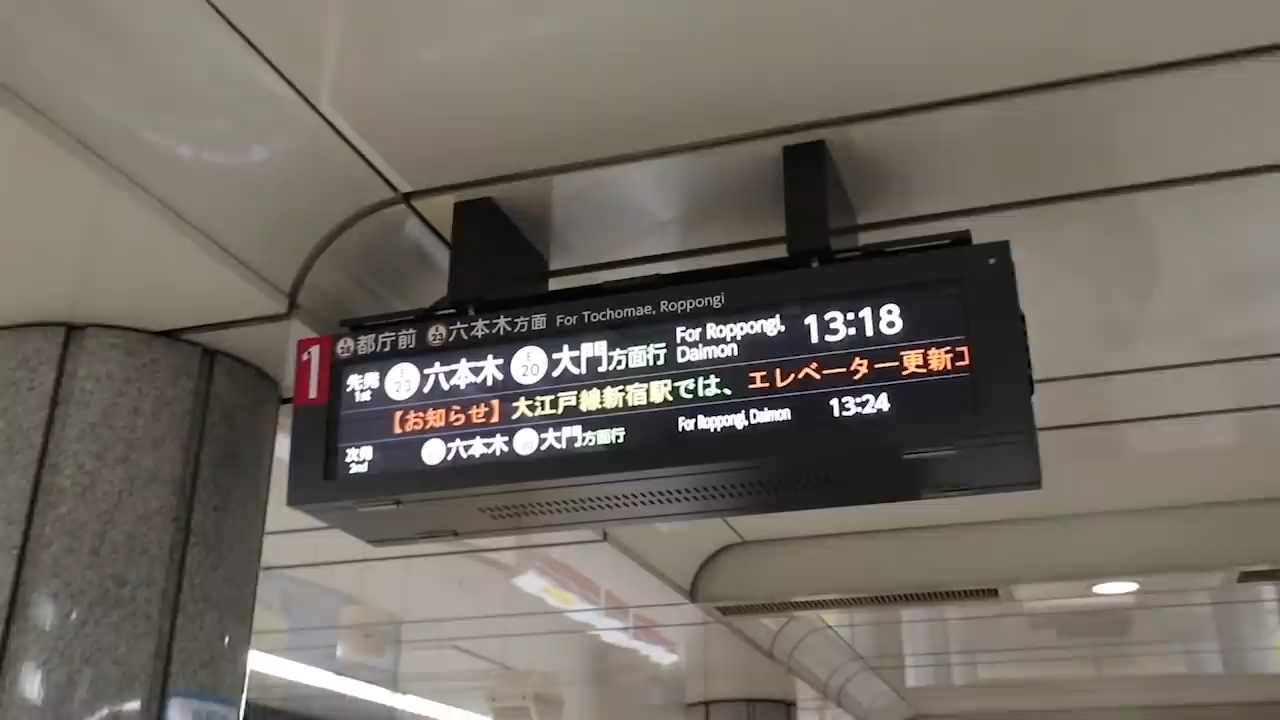 1
都庁前 六本木方面 For Tochomae, Roppongi
先発 1st E 23 六本木 E 20 大門方面行 For Roppongi, Daimon 13:18
【お知らせ】大江戸線新宿駅では、エレベーター更新コ
次発 2nd 六本木 大門方面行 For Roppongi, Daimon 13:24